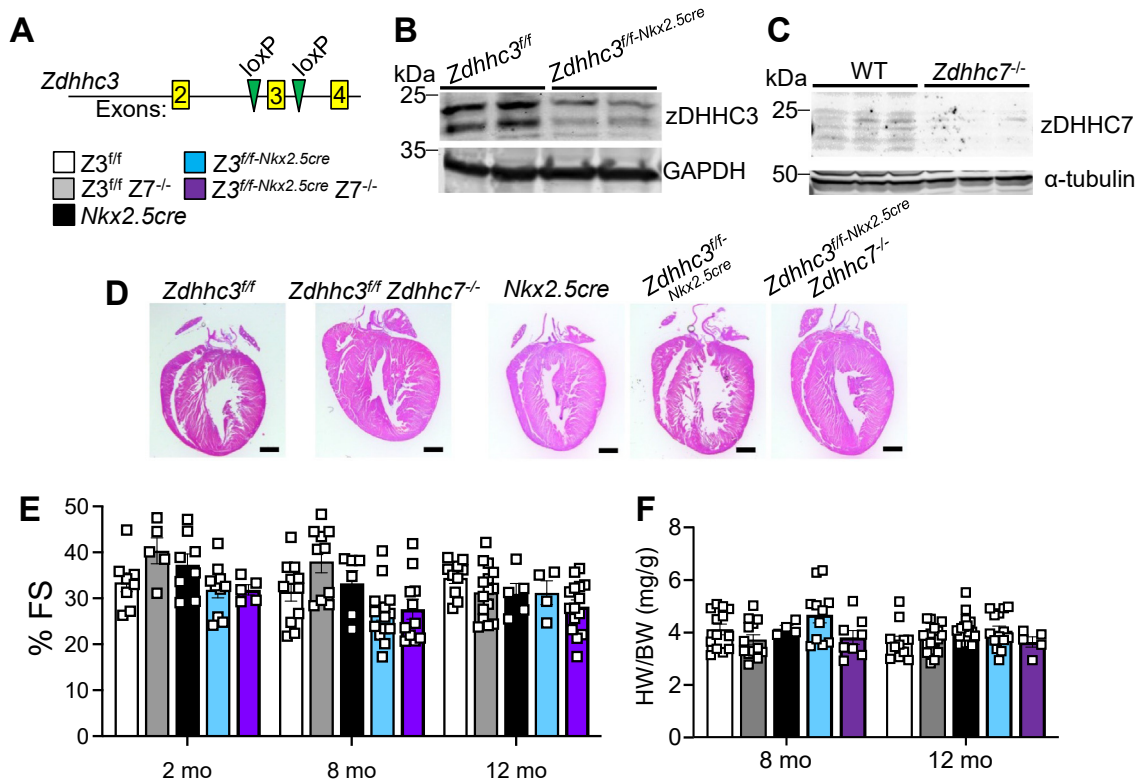 A
loxP
loxP
Zdhhc3
2
3
4
Exons:
Z3f/f
Z3f/f-Nkx2.5cre
Z3f/f Z7-/-
Z3f/f-Nkx2.5cre Z7-/-
Nkx2.5cre
B
Zdhhc3f/f
Zdhhc3f/f-Nkx2.5cre
kDa
25
zDHHC3
35
GAPDH
C
kDa
WT
Zdhhc7-/-
25
zDHHC7
50
α-tubulin
D
Zdhhc3f/f
Zdhhc3f/f Zdhhc7-/-
Nkx2.5cre
Zdhhc3f/f-
Nkx2.5cre
Zdhhc3f/f-Nkx2.5cre
Zdhhc7-/-
E
% FS
50
40
30
20
10
0
2 mo
8 mo
12 mo
F
HW/BW (mg/g)
8
6
4
2
0
8 mo
12 mo